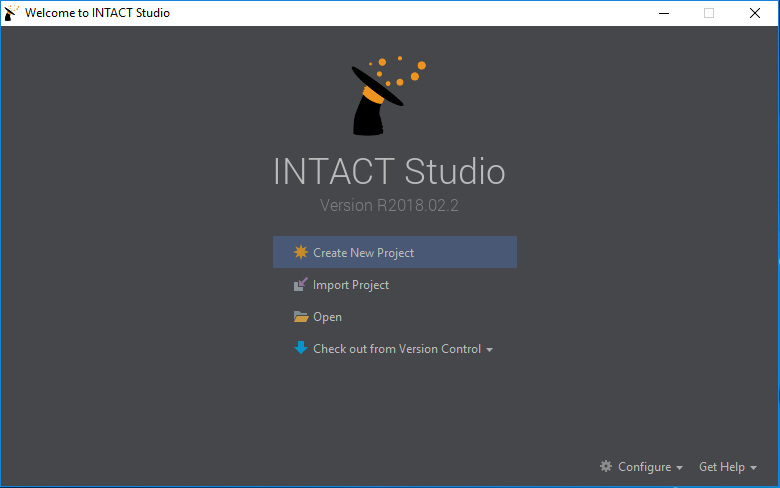 Welcome to INTACT Studio
INTACT Studio
Version R2018.02.2
Create New Project
Import Project
Open
Check out from Version Control
Configure
Get Help